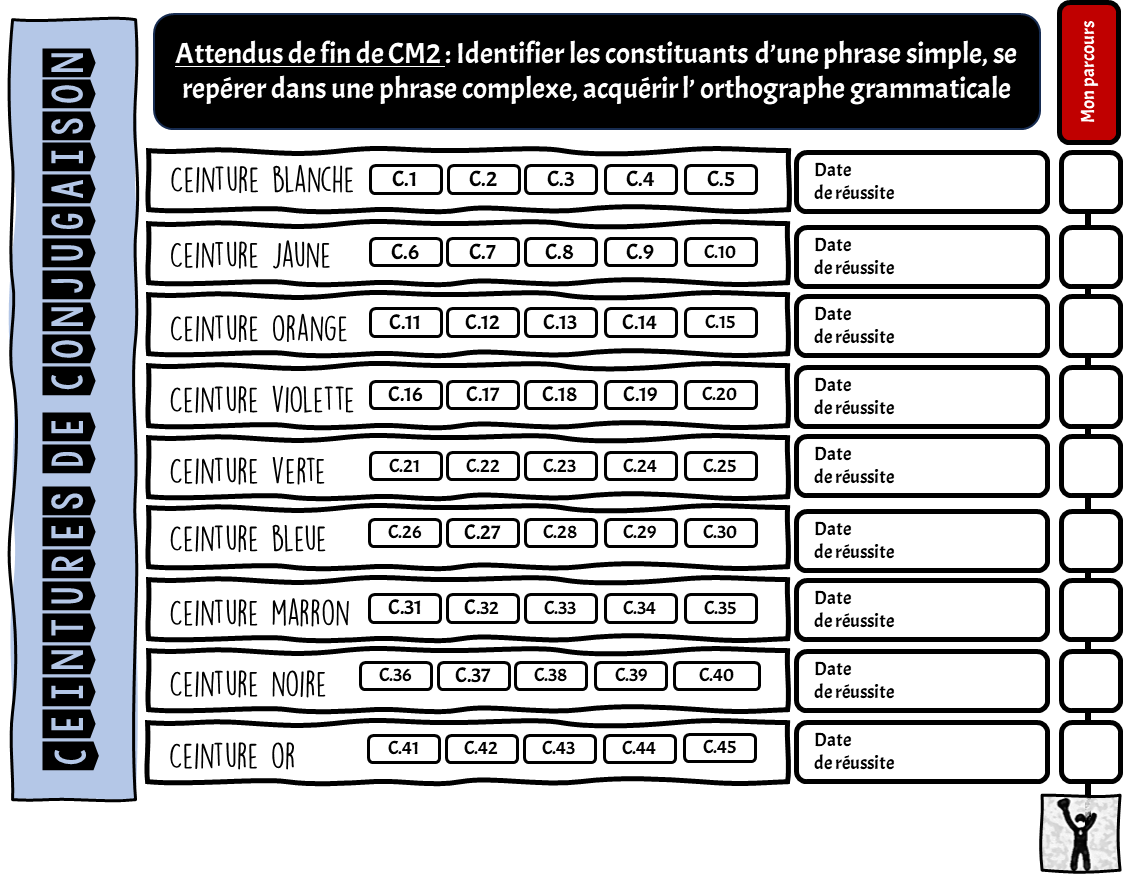 CEINTURES DE CONJUGAISON
Attendus de fin de CM2 : Identifier les constituants d’une phrase simple, se
repérer dans une phrase complexe, acquérir l’ orthographe grammaticale
Mon parcours
CEINTURE BLANCHE C.1 C.2 C.3 C.4 C.5
Date
de réussite
CEINTURE JAUNE C.6 C.7 C.8 C.9 C.10
Date
de réussite
CEINTURE ORANGE C.11 C.12 C.13 C.14 C.15
Date
de réussite
CEINTURE VIOLETTE C.16 C.17 C.18 C.19 C.20
Date
de réussite
CEINTURE VERTE C.21 C.22 C.23 C.24 C.25
Date
de réussite
CEINTURE BLEUE C.26 C.27 C.28 C.29 C.30
Date
de réussite
CEINTURE MARRON C.31 C.32 C.33 C.34 C.35
Date
de réussite
CEINTURE NOIRE C.36 C.37 C.38 C.39 C.40
Date
de réussite
CEINTURE OR C.41 C.42 C.43 C.44 C.45
Date
de réussite